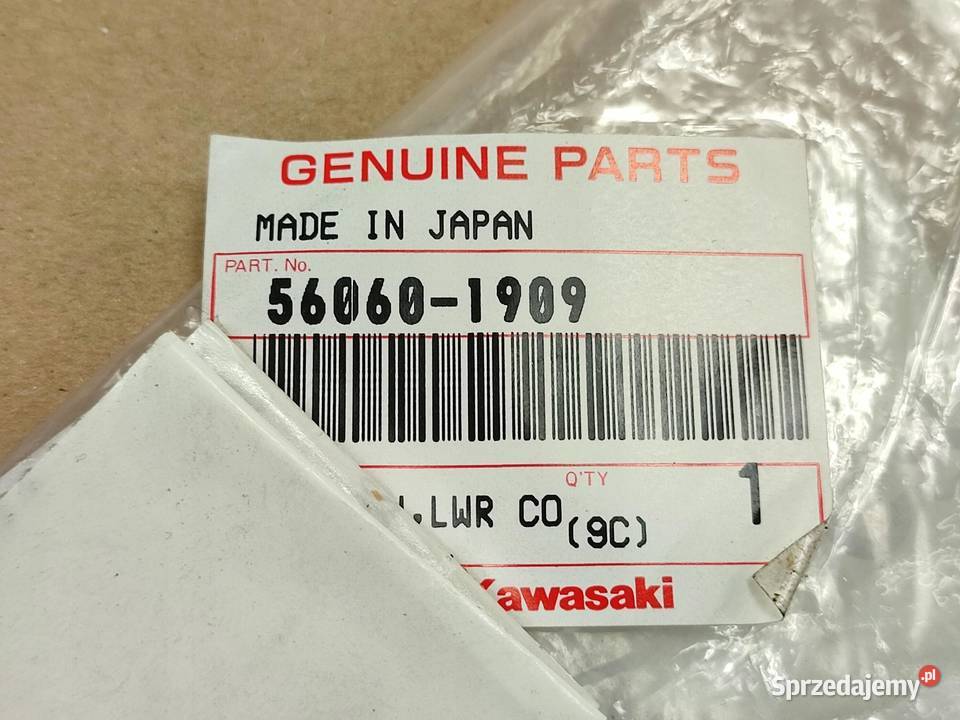 GENUINE PARTS
MADE IN JAPAN
PART. No.
56060-1909
Q'TY
1
,LWR CO
(9C)
Kawasaki
Sprzedajemy.pl